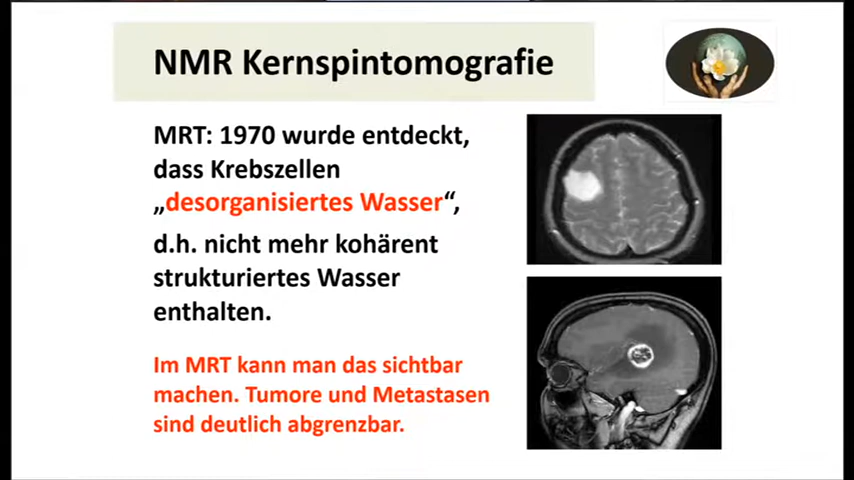 NMR Kernspintomografie
MRT: 1970 wurde entdeckt,
dass Krebszellen
„desorganisiertes Wasser“,
d.h. nicht mehr kohärent
strukturiertes Wasser
enthalten.
Im MRT kann man das sichtbar
machen. Tumore und Metastasen
sind deutlich abgrenzbar.